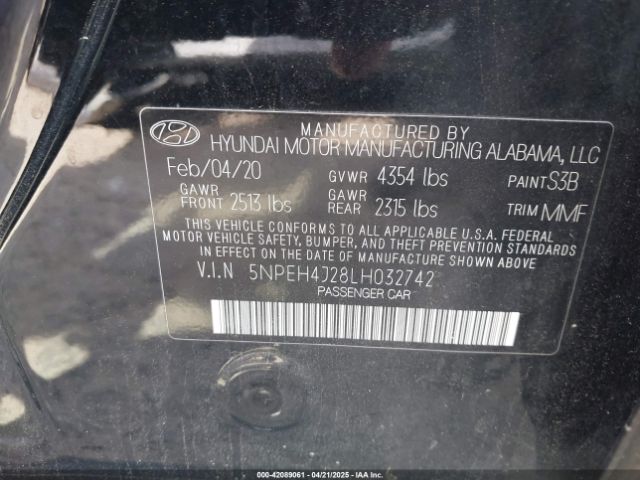 MANUFACTURED BY
HYUNDAI MOTOR MANUFACTURING ALABAMA, LLC
Feb/04/20 GVWR 4354 lbs PAINT S3B
GAWR FRONT 2513 lbs GAWR REAR 2315 lbs TRIM MMF
THIS VEHICLE CONFORMS TO ALL APPLICABLE U.S.A. FEDERAL
MOTOR VEHICLE SAFETY, BUMPER, AND THEFT PREVENTION STANDARDS
IN EFFECT ON THE DATE OF MANUFACTURE SHOWN ABOVE
V.I.N 5NPEH4J28LH032742
PASSENGER CAR
000-42089061 - 04/21/2025 - IAA Inc.